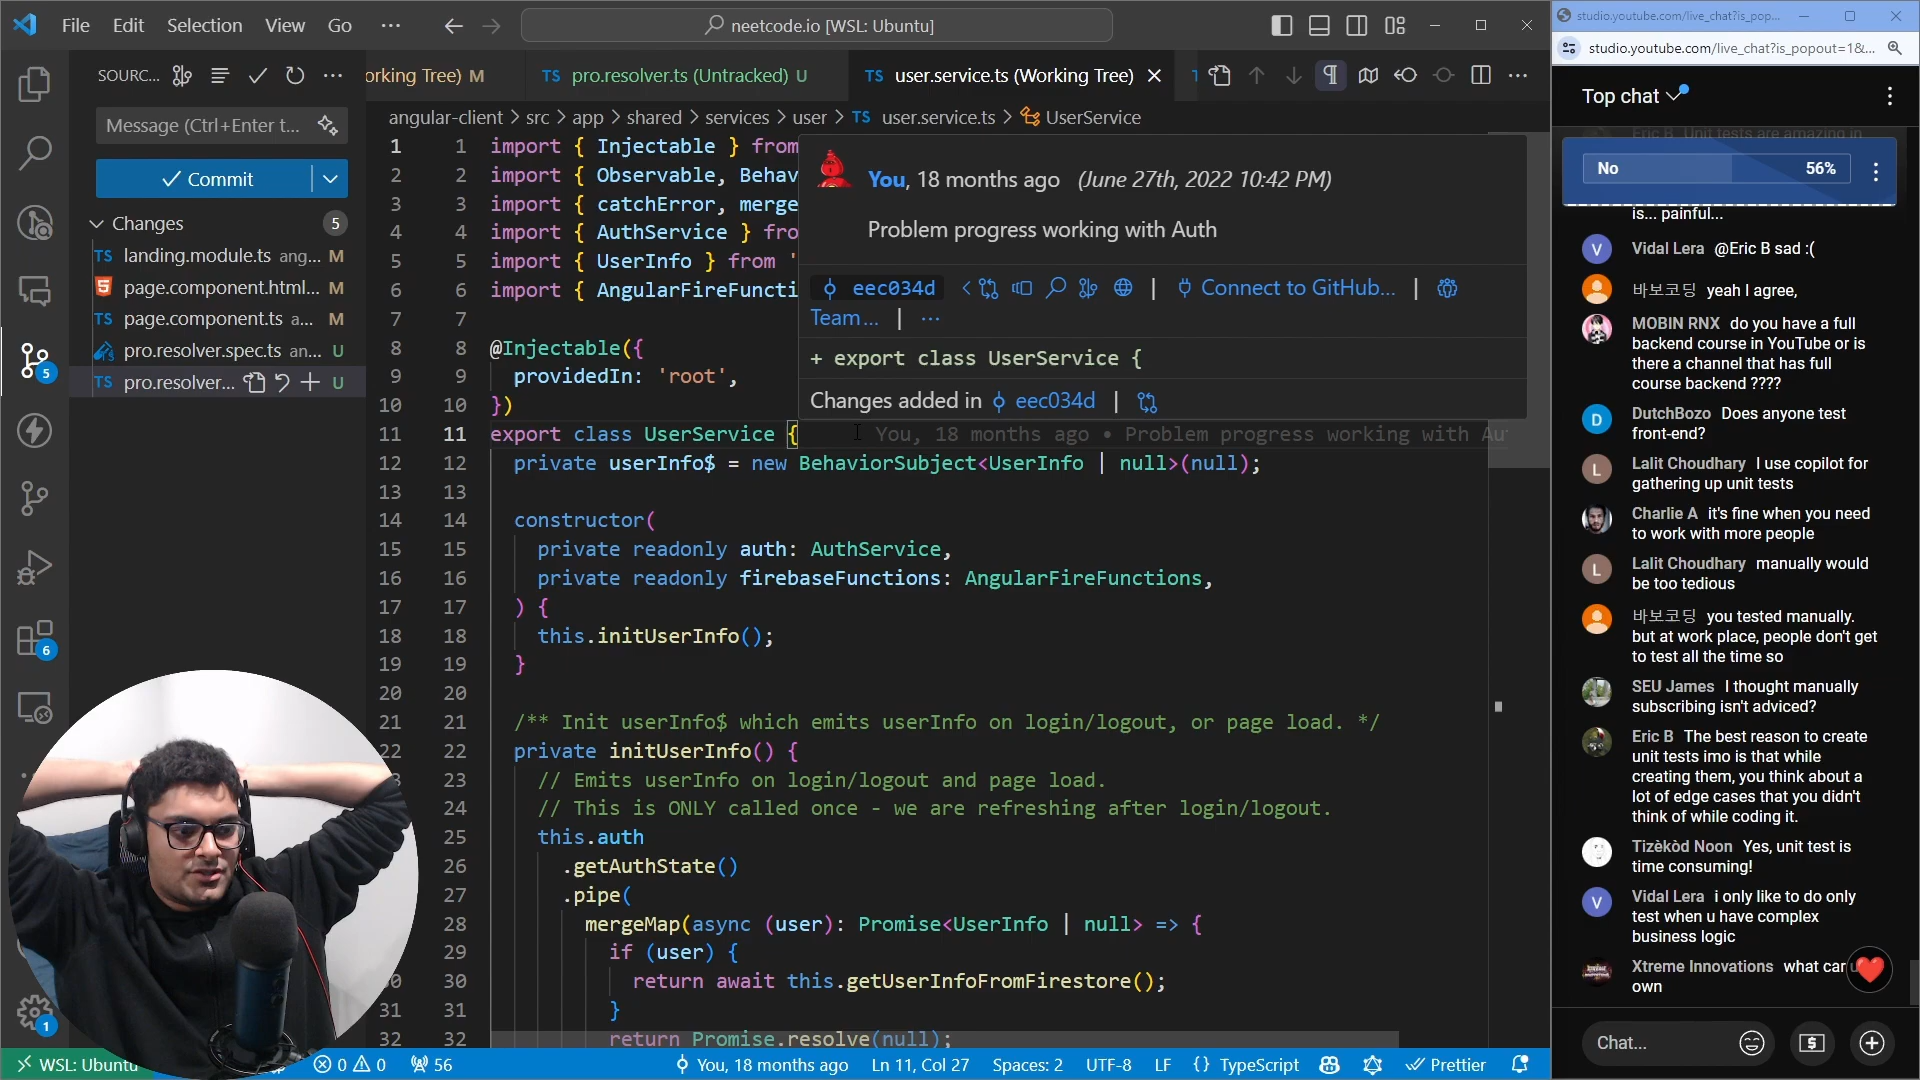 File Edit Selection View Go ···
neetcode.io [WSL: Ubuntu]
SOURC...
Message (Ctrl+Enter t...
Commit
Changes 5
TS landing.module.ts ang... M
page.component.html... M
TS page.component.ts a... M
pro.resolver.spec.ts an... U
TS pro.resolver... U
5
6
1
orking Tree) M
TS pro.resolver.ts (Untracked) U
TS user.service.ts (Working Tree)
angular-client > src > app > shared > services > user > TS user.service.ts > UserService
1 1 import { Injectable } from
2 2 import { Observable, Behav
3 3 import { catchError, merge
4 4 import { AuthService } fro
5 5 import { UserInfo } from '
6 6 import { AngularFireFuncti
7 7
8 8 @Injectable({
9 9 providedIn: 'root',
10 10 })
11 11 export class UserService { You, 18 months ago • Problem progress working with Au
12 12 private userInfo$ = new BehaviorSubject<UserInfo | null>(null);
13 13
14 14 constructor(
15 15 private readonly auth: AuthService,
16 16 private readonly firebaseFunctions: AngularFireFunctions,
17 17 ) {
18 18 this.initUserInfo();
19 19 }
20 20
21 21 /** Init userInfo$ which emits userInfo on login/logout, or page load. */
22 22 private initUserInfo() {
23 // Emits userInfo on login/logout and page load.
24 // This is ONLY called once - we are refreshing after login/logout.
25 this.auth
26 .getAuthState()
27 .pipe(
28 mergeMap(async (user): Promise<UserInfo | null> => {
29 if (user) {
30 return await this.getUserInfoFromFirestore();
31 31 }
32 32 return Promise.resolve(null);
You, 18 months ago (June 27th, 2022 10:42 PM)
Problem progress working with Auth
eec034d | Connect to GitHub... |
Team... | ···
+ export class UserService {
Changes added in eec034d |
WSL: Ubuntu 0 0 56 You, 18 months ago Ln 11, Col 27 Spaces: 2 UTF-8 LF {} TypeScript Prettier
studio.youtube.com/live_chat?is_pop...
studio.youtube.com/live_chat?is_popout=1&...
Top chat
Eric B Unit tests are amazing in
No 56%
is... painful...
V Vidal Lera @Eric B sad :(
바보코딩 yeah I agree,
MOBIN RNX do you have a full
backend course in YouTube or is
there a channel that has full
course backend ????
D DutchBozo Does anyone test
front-end?
L Lalit Choudhary I use copilot for
gathering up unit tests
Charlie A it's fine when you need
to work with more people
L Lalit Choudhary manually would
be too tedious
바보코딩 you tested manually.
but at work place, people don't get
to test all the time so
SEU James I thought manually
subscribing isn't adviced?
Eric B The best reason to create
unit tests imo is that while
creating them, you think about a
lot of edge cases that you didn't
think of while coding it.
Tizèkòd Noon Yes, unit test is
time consuming!
V Vidal Lera i only like to do only
test when u have complex
business logic
Xtreme Innovations what car
own
Chat...